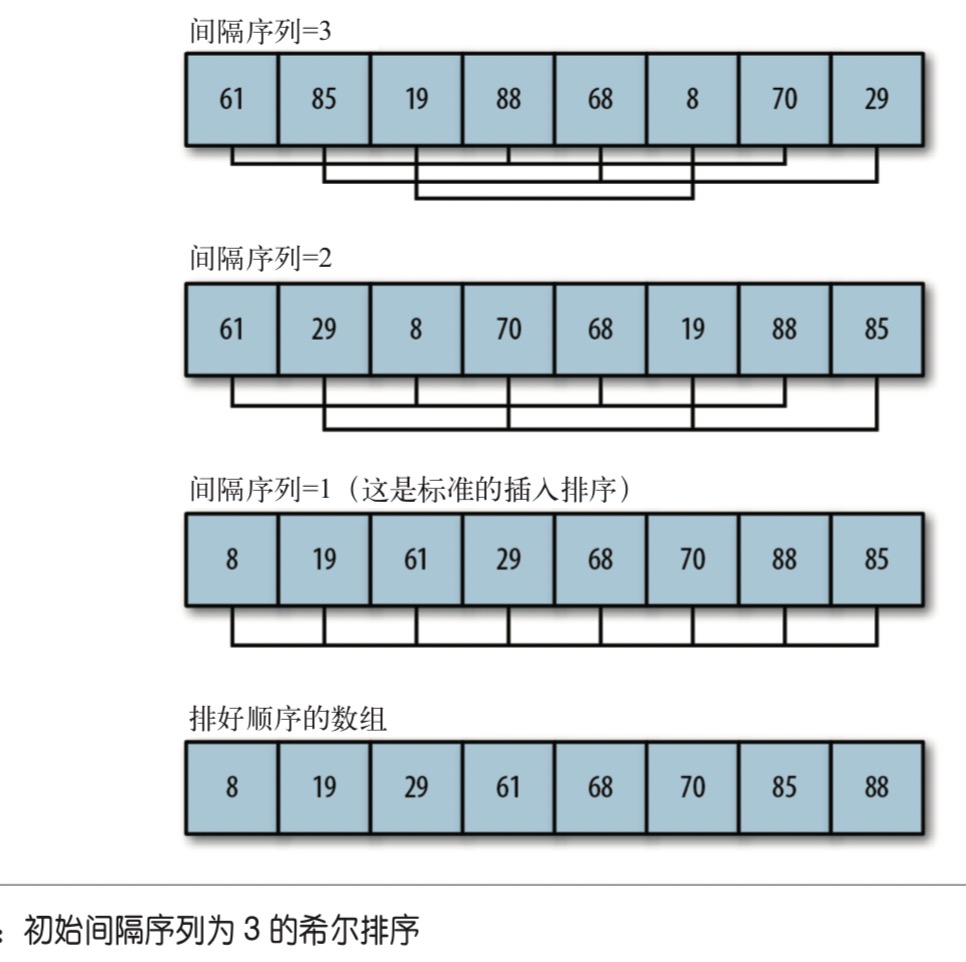 间隔序列=3
61 85 19 88 68 8 70 29
间隔序列=2
61 29 8 70 68 19 88 85
间隔序列=1（这是标准的插入排序）
8 19 61 29 68 70 88 85
排好顺序的数组
8 19 29 61 68 70 85 88
：初始间隔序列为 3 的希尔排序